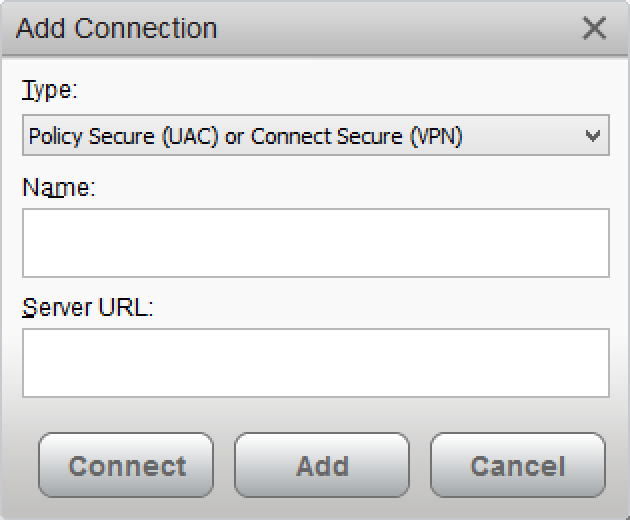 Add Connection
Type:
Policy Secure (UAC) or Connect Secure (VPN)
Name:
Server URL:
Connect Add Cancel